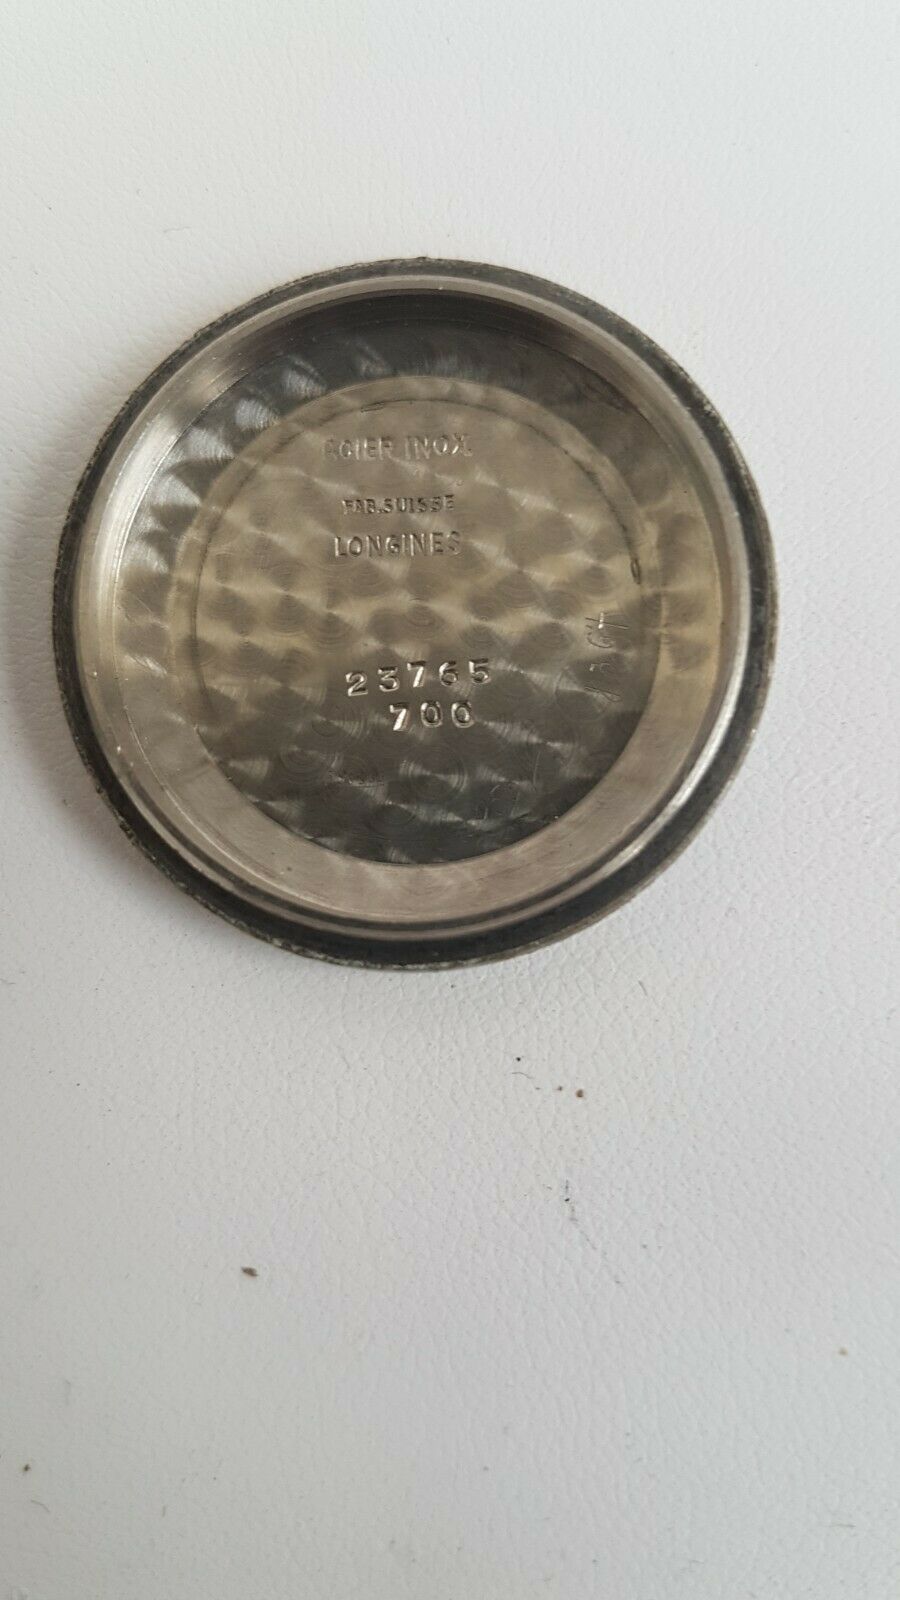 ACIER INOX
FAB.SUISSE
LONGINES
23765
700